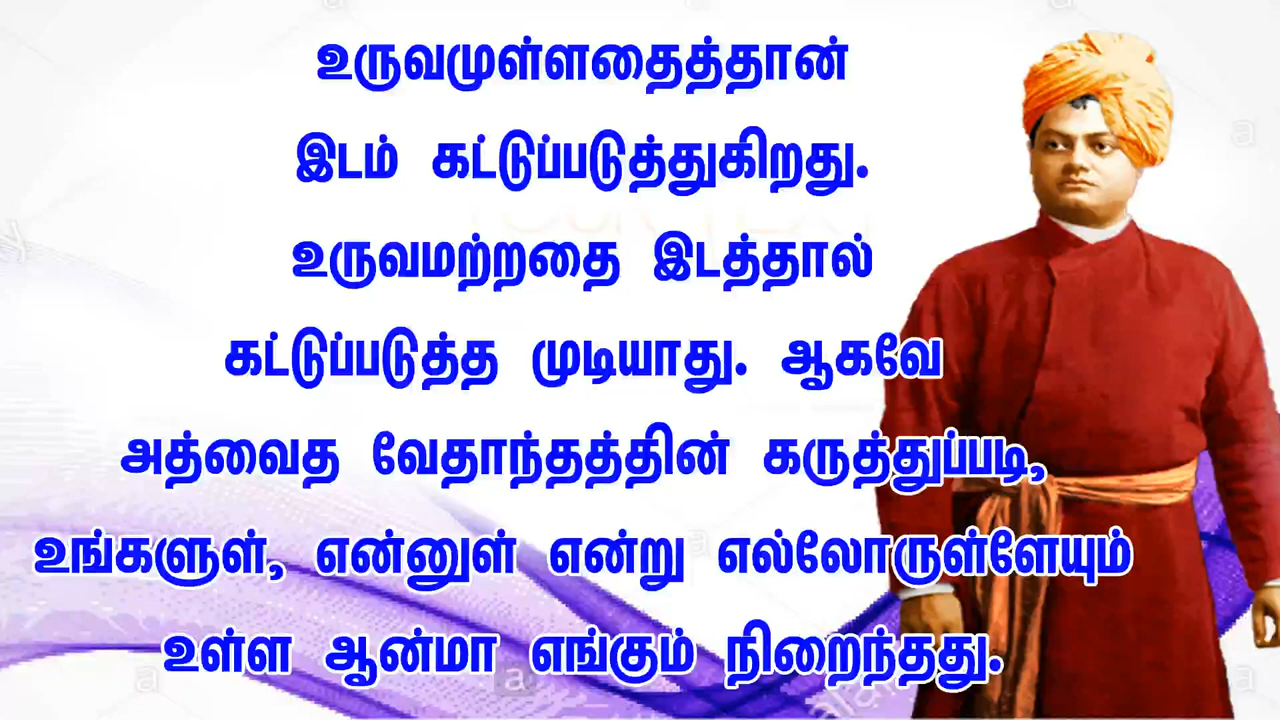 உருவமுள்ளதைத்தான்
இடம் கட்டுப்படுத்துகிறது.
உருவமற்றதை இடத்தால்
கட்டுப்படுத்த முடியாது. ஆகவே
அத்வைத வேதாந்தத்தின் கருத்துப்படி,
உங்களுள், என்னுள் என்று எல்லோருள்ளேயும்
உள்ள ஆன்மா எங்கும் நிறைந்தது.